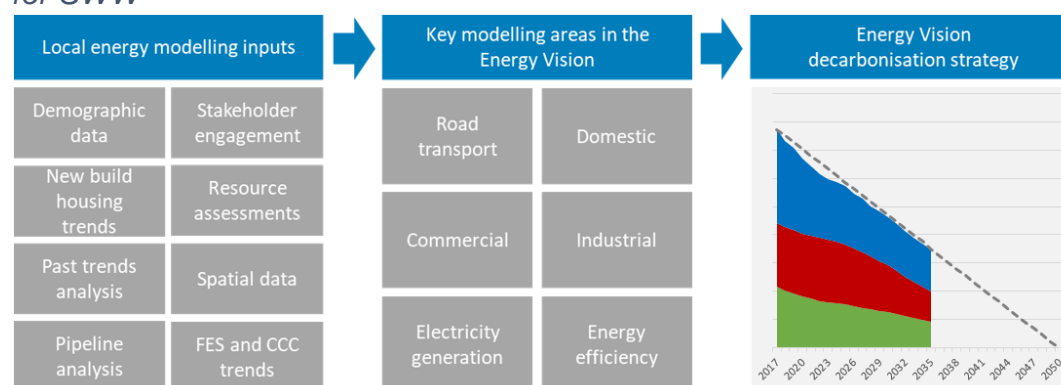 for GWW
Local energy modelling inputs
Key modelling areas in the
Energy Vision
Energy Vision
decarbonisation strategy
Demographic
data
Stakeholder
engagement
New build
housing
trends
Resource
assessments
Past trends
analysis
Spatial data
Pipeline
analysis
FES and CCC
trends
Road
transport
Domestic
Commercial
Industrial
Electricity
generation
Energy
efficiency
2017
2020
2023
2026
2029
2032
2035
2038
2041
2044
2047
2050